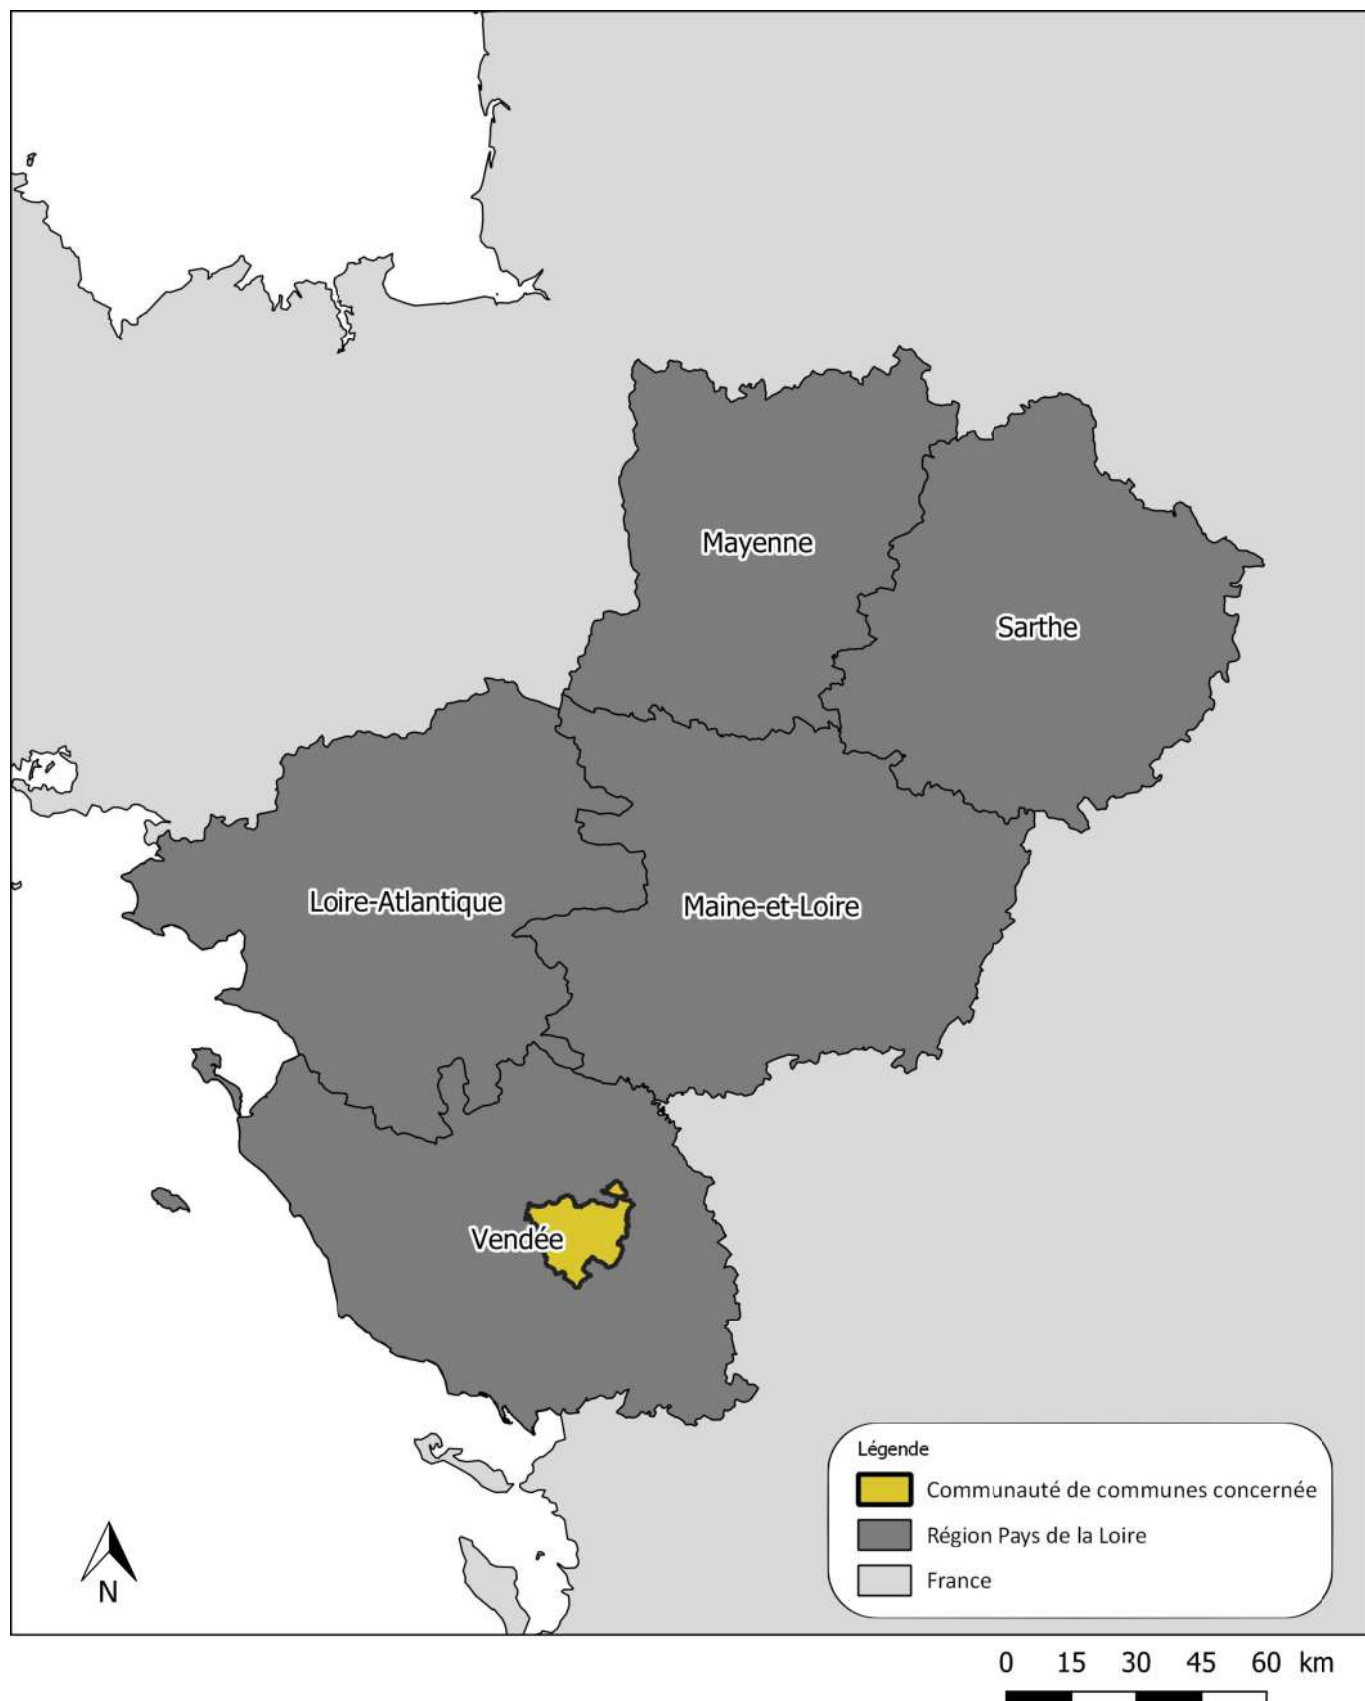 Mayenne
Sarthe
Loire-Atlantique
Maine-et-Loire
Vendée
Légende
Communauté de communes concernée
Région Pays de la Loire
France
N
0 15 30 45 60 km